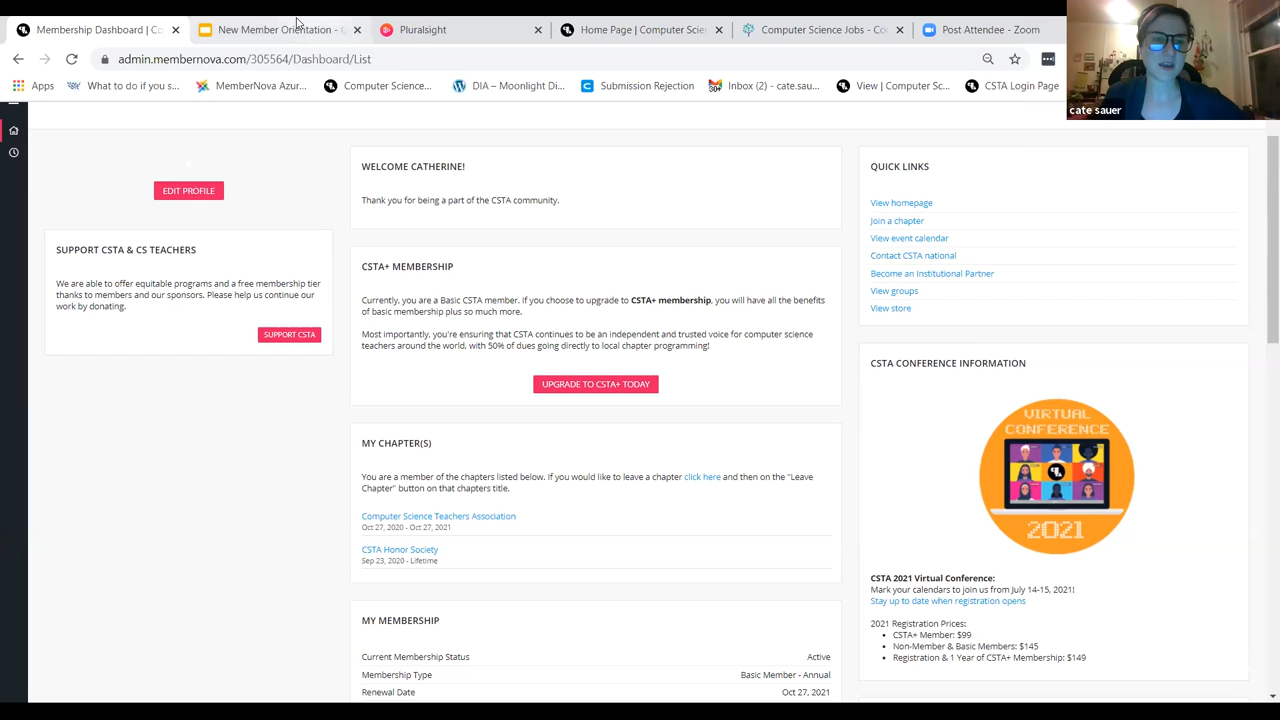 Membership Dashboard | Co
New Member Orientation - G
Pluralsight
Home Page | Computer Scien
Computer Science Jobs - Co
Post Attendee - Zoom
admin.membernova.com/305564/Dashboard/List
Apps
What to do if you s...
MemberNova Azur...
Computer Science...
DIA – Moonlight Di...
Submission Rejection
Inbox (2) - cate.sau...
View | Computer Sc...
CSTA Login Page
cate sauer
EDIT PROFILE
SUPPORT CSTA & CS TEACHERS
We are able to offer equitable programs and a free membership tier
thanks to members and our sponsors. Please help us continue our
work by donating.
SUPPORT CSTA
WELCOME CATHERINE!
Thank you for being a part of the CSTA community.
CSTA+ MEMBERSHIP
Currently, you are a Basic CSTA member. If you choose to upgrade to CSTA+ membership, you will have all the benefits
of basic membership plus so much more.
Most importantly, you're ensuring that CSTA continues to be an independent and trusted voice for computer science
teachers around the world, with 50% of dues going directly to local chapter programming!
UPGRADE TO CSTA+ TODAY
MY CHAPTER(S)
You are a member of the chapters listed below. If you would like to leave a chapter click here and then on the "Leave
Chapter" button on that chapters title.
Computer Science Teachers Association
Oct 27, 2020 - Oct 27, 2021
CSTA Honor Society
Sep 23, 2020 - Lifetime
MY MEMBERSHIP
Current Membership Status Active
Membership Type Basic Member - Annual
Renewal Date Oct 27, 2021
QUICK LINKS
View homepage
Join a chapter
View event calendar
Contact CSTA national
Become an Institutional Partner
View groups
View store
CSTA CONFERENCE INFORMATION
VIRTUAL
CONFERENCE
2021
CSTA 2021 Virtual Conference:
Mark your calendars to join us from July 14-15, 2021!
Stay up to date when registration opens
2021 Registration Prices:
• CSTA+ Member: $99
• Non-Member & Basic Members: $145
• Registration & 1 Year of CSTA+ Membership: $149